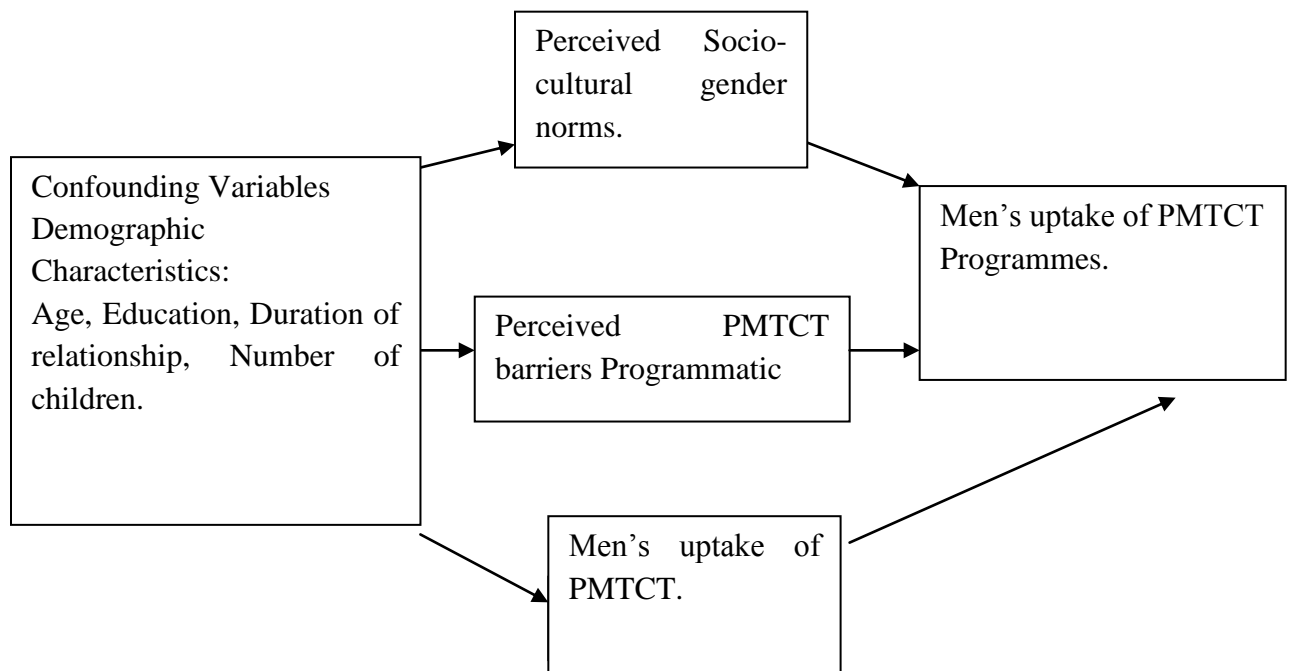 Perceived Socio-
cultural gender
norms.
Confounding Variables
Demographic
Characteristics:
Age, Education, Duration of
relationship, Number of
children.
Men’s uptake of PMTCT
Programmes.
Perceived PMTCT
barriers Programmatic
Men’s uptake of
PMTCT.